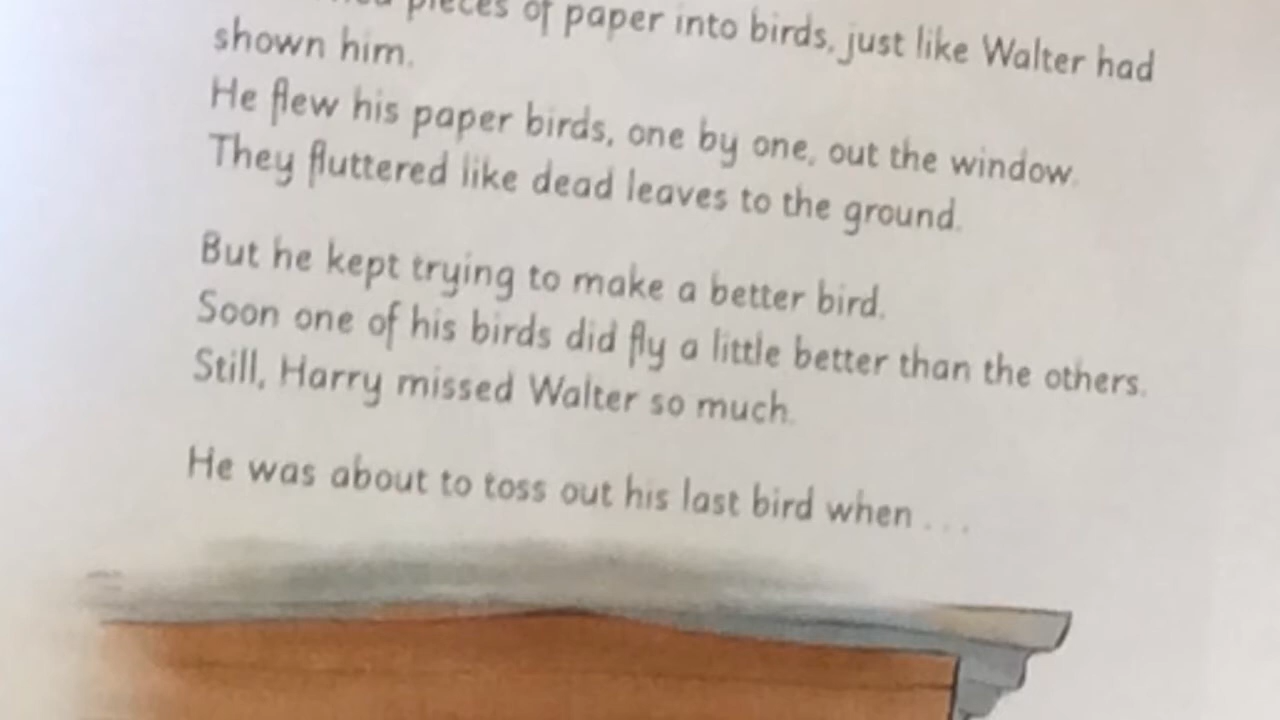 pieces of paper into birds, just like Walter had
shown him.
He flew his paper birds, one by one, out the window.
They fluttered like dead leaves to the ground.
But he kept trying to make a better bird.
Soon one of his birds did fly a little better than the others.
Still, Harry missed Walter so much.
He was about to toss out his last bird when . . .